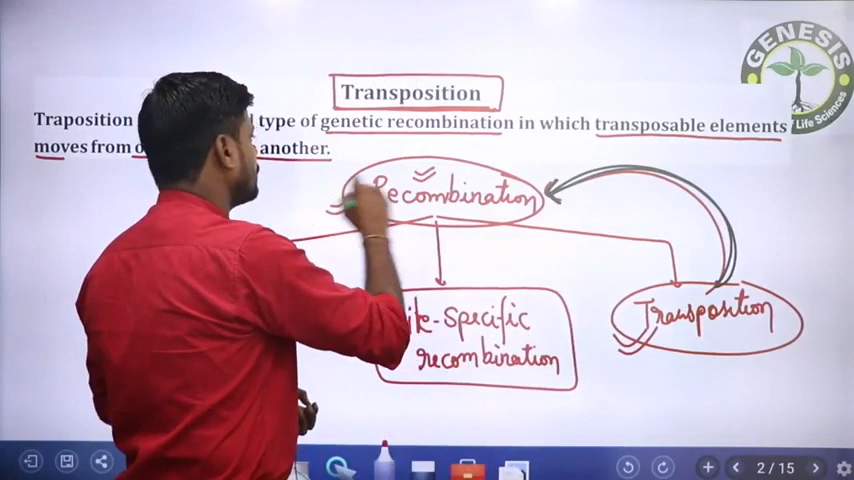 GENESIS
of Life Sciences
Transposition
Traposition type of genetic recombination in which transposable elements
moves from another.
Recombination
Site-specific
recombination
Transposition
2/15